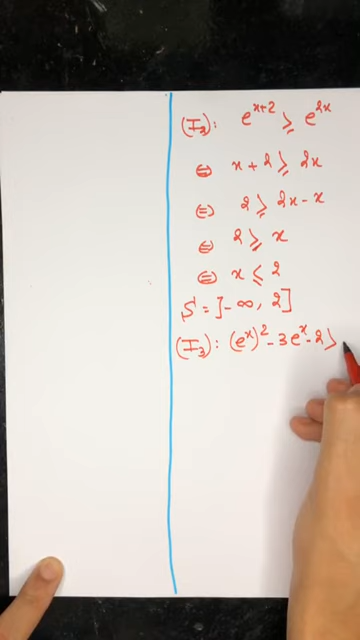 (I₂): e^{x+2} ⩾ e^{2x}
⇔ x + 2 ⩾ 2x
⇔ 2 ⩾ 2x - x
⇔ 2 ⩾ x
⇔ x ≤ 2
S = ]-∞, 2]
(I₃): (e^x)² - 3e^x - 2 >